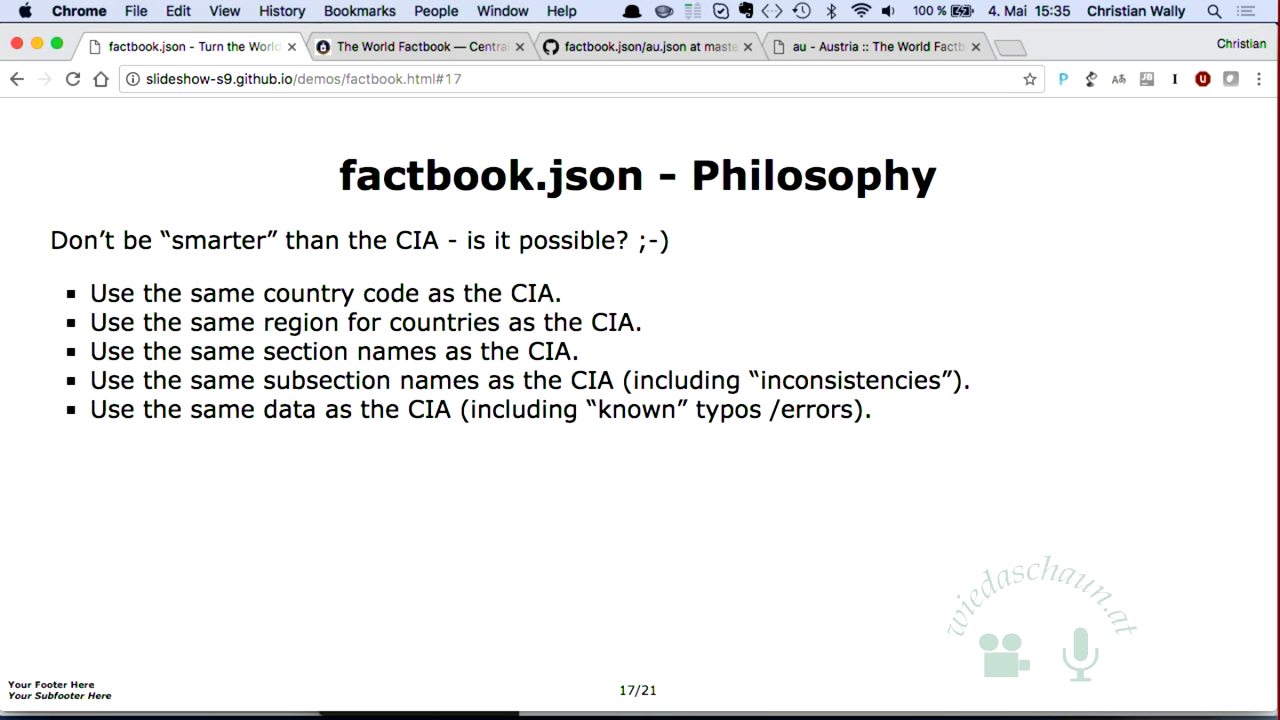 Chrome File Edit View History Bookmarks People Window Help 100 % 4. Mai 15:35 Christian Wally
factbook.json - Turn the World
The World Factbook — Central
factbook.json/au.json at maste
au - Austria :: The World Factb
Christian
slideshow-s9.github.io/demos/factbook.html#17
factbook.json - Philosophy
Don’t be “smarter” than the CIA - is it possible? ;-)
Use the same country code as the CIA.
Use the same region for countries as the CIA.
Use the same section names as the CIA.
Use the same subsection names as the CIA (including “inconsistencies”).
Use the same data as the CIA (including “known” typos /errors).
wiedaschaun.at
Your Footer Here
Your Subfooter Here
17/21